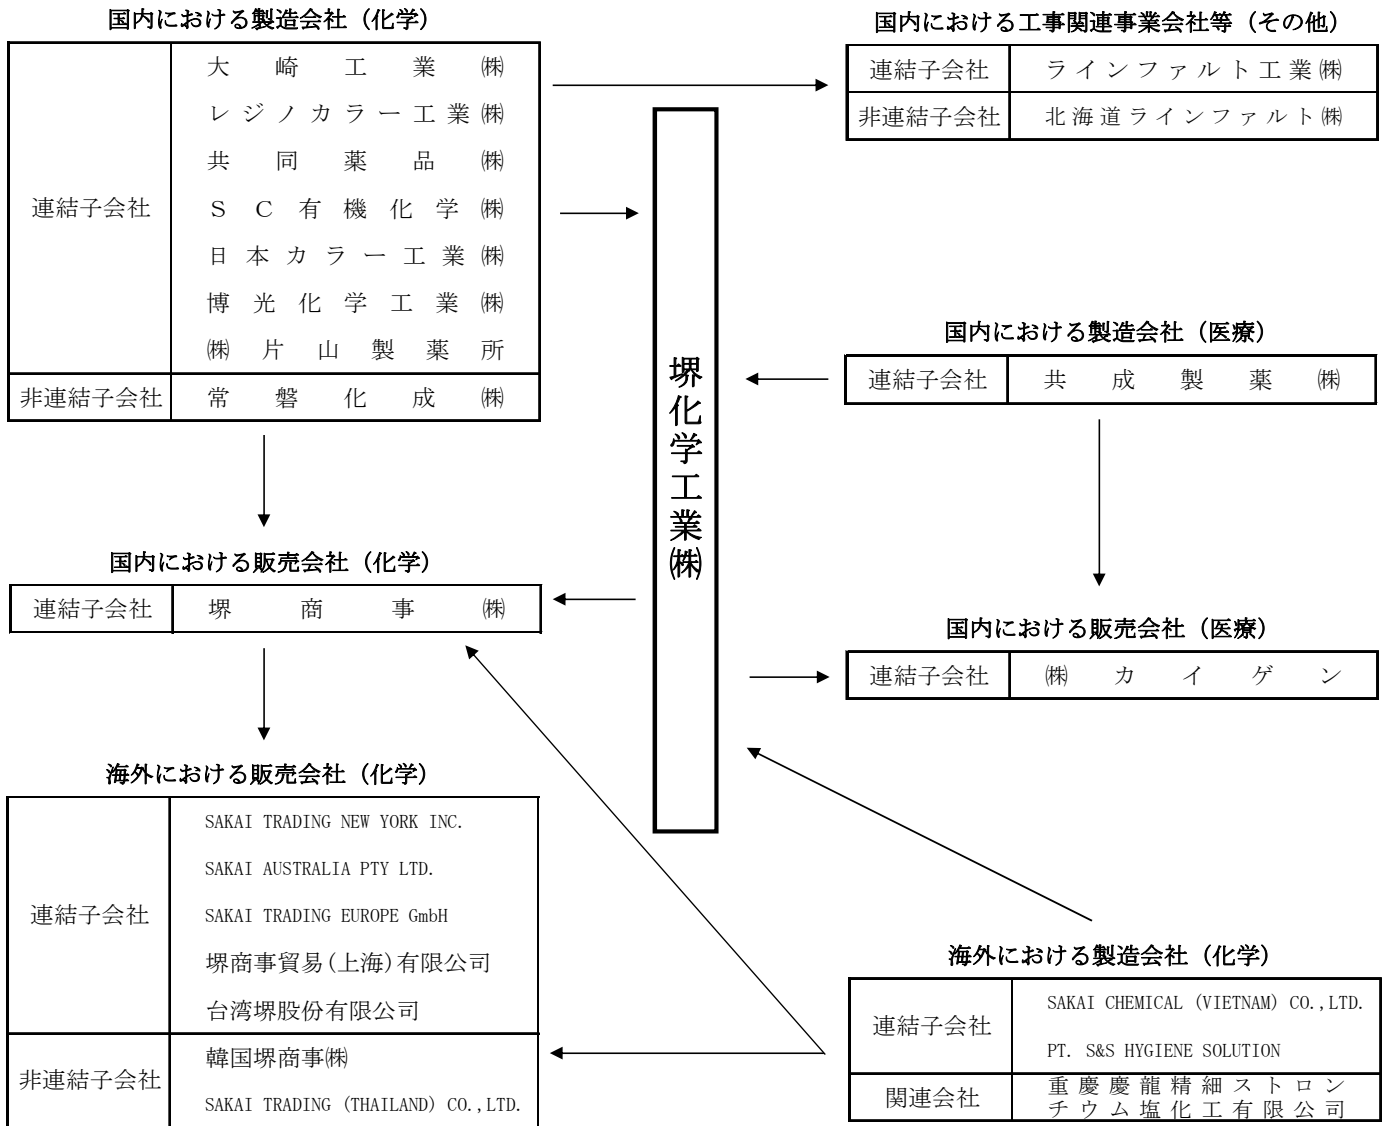 国内における製造会社（化学）
連結子会社
大崎工業㈱
レジノカラー工業㈱
共同薬品㈱
ＳＣ有機化学㈱
日本カラー工業㈱
博光化学工業㈱
㈱片山製薬所
非連結子会社 常磐化成㈱
国内における販売会社（化学）
連結子会社 堺商事㈱
海外における販売会社（化学）
連結子会社
SAKAI TRADING NEW YORK INC.
SAKAI AUSTRALIA PTY LTD.
SAKAI TRADING EUROPE GmbH
堺商事貿易(上海)有限公司
台湾堺股份有限公司
非連結子会社
韓国堺商事㈱
SAKAI TRADING (THAILAND) CO.,LTD.
堺化学工業㈱
国内における工事関連事業会社等（その他）
連結子会社 ラインファルト工業㈱
非連結子会社 北海道ラインファルト㈱
国内における製造会社（医療）
連結子会社 共成製薬㈱
国内における販売会社（医療）
連結子会社 ㈱カイゲン
海外における製造会社（化学）
連結子会社
SAKAI CHEMICAL (VIETNAM) CO.,LTD.
PT. S&S HYGIENE SOLUTION
関連会社
重慶慶龍精細ストロン
チウム塩化工有限公司